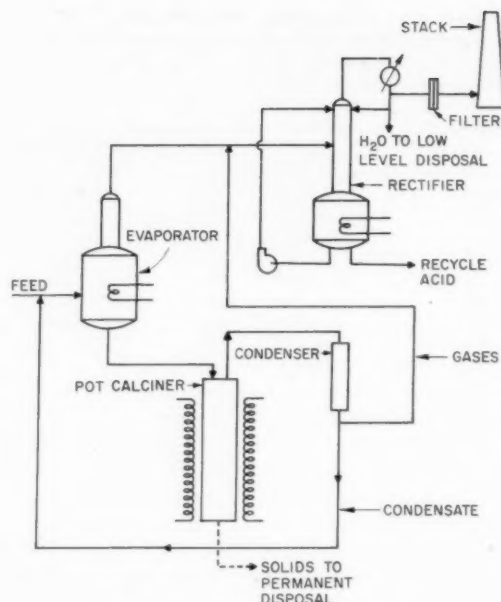 STACK
FILTER
H₂O TO LOW
LEVEL DISPOSAL
RECTIFIER
EVAPORATOR
FEED
RECYCLE
ACID
CONDENSER
GASES
POT CALCINER
CONDENSATE
SOLIDS TO
PERMANENT
DISPOSAL